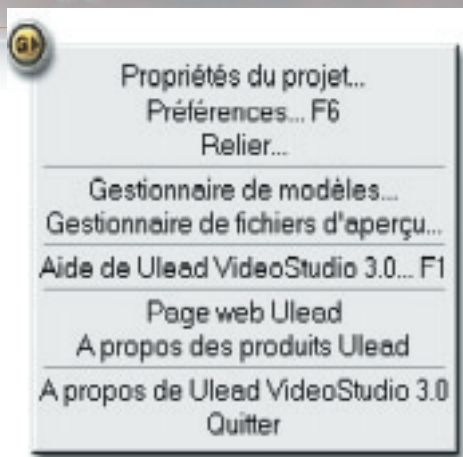 G
Propriétés du projet...
Préférences... F6
Relier...
Gestionnaire de modèles...
Gestionnaire de fichiers d'aperçu...
Aide de Ulead VideoStudio 3.0... F1
Page web Ulead
A propos des produits Ulead
A propos de Ulead VideoStudio 3.0
Quitter